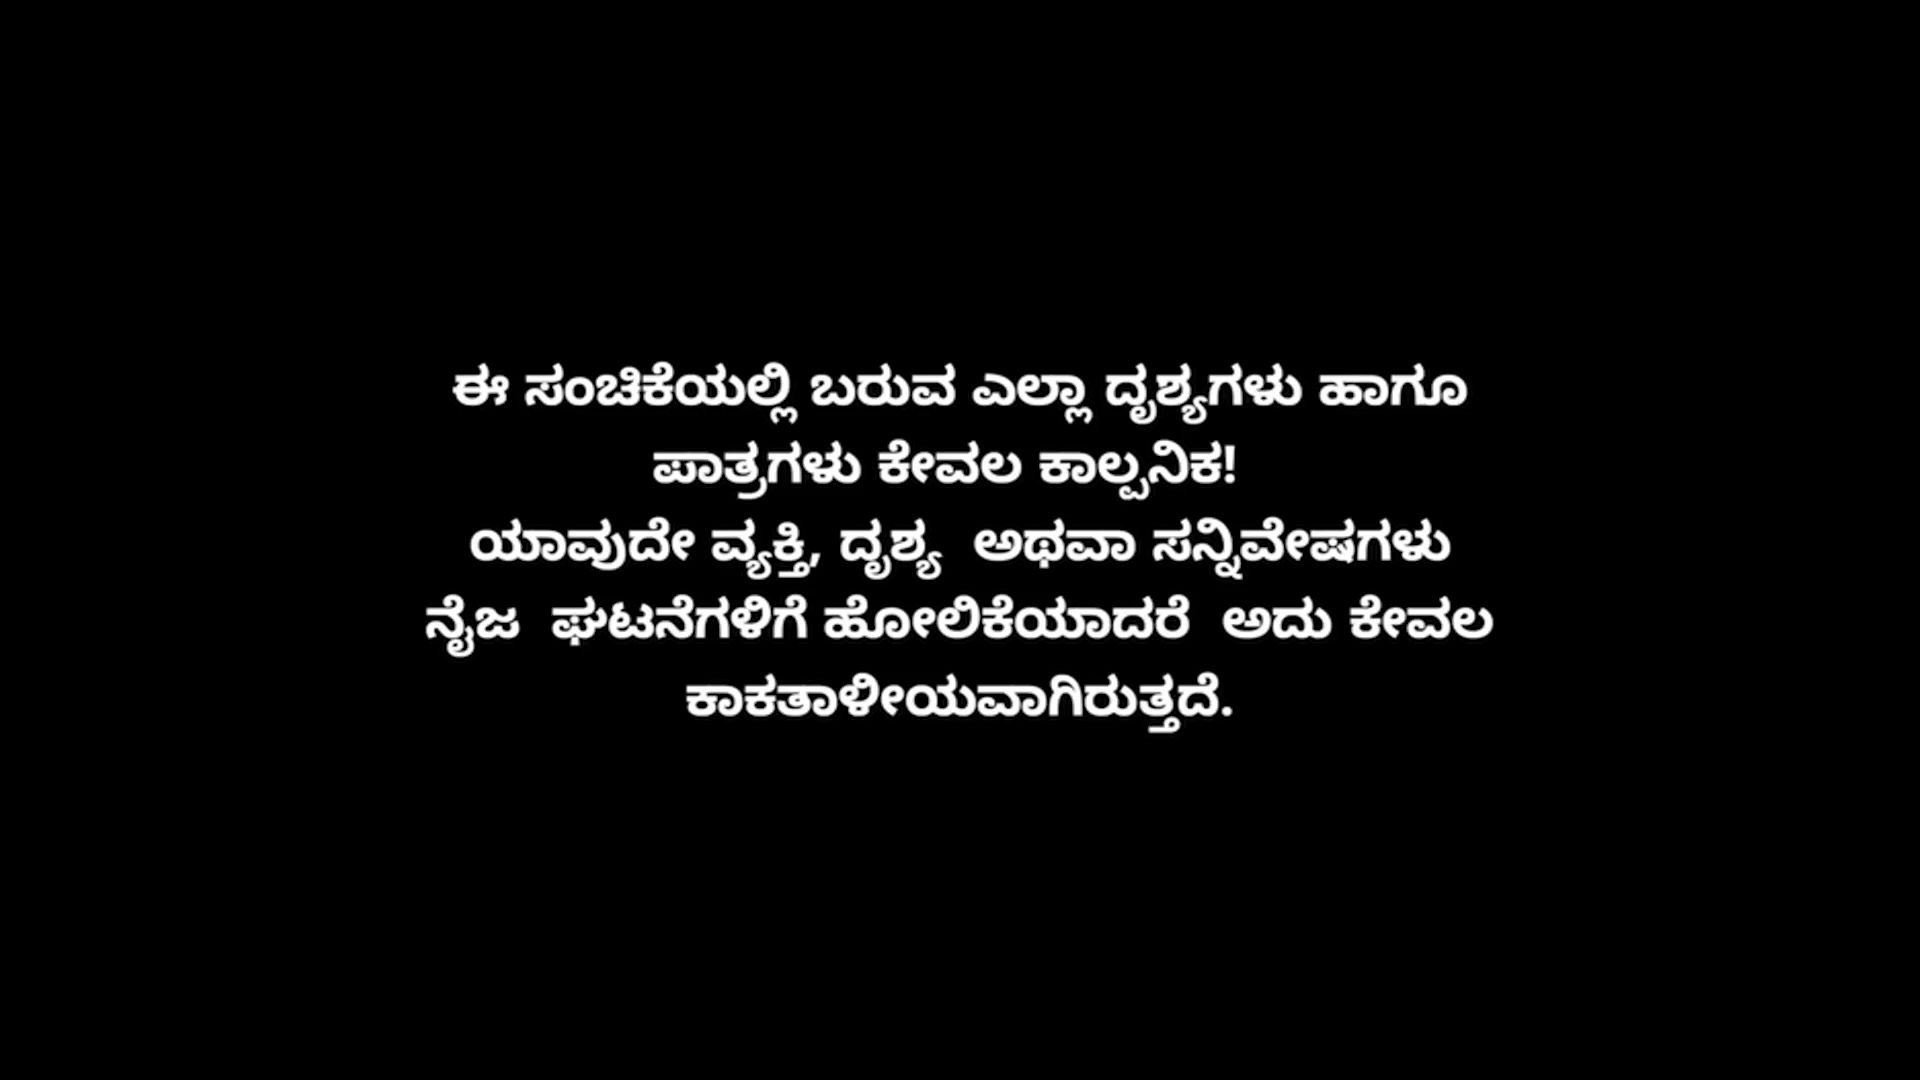 ಈ ಸಂಚಿಕೆಯಲ್ಲಿ ಬರುವ ಎಲ್ಲಾ ದೃಶ್ಯಗಳು ಹಾಗೂ
ಪಾತ್ರಗಳು ಕೇವಲ ಕಾಲ್ಪನಿಕ!
ಯಾವುದೇ ವ್ಯಕ್ತಿ, ದೃಶ್ಯ ಅಥವಾ ಸನ್ನಿವೇಷಗಳು
ನೈಜ ಘಟನೆಗಳಿಗೆ ಹೋಲಿಕೆಯಾದರೆ ಅದು ಕೇವಲ
ಕಾಕತಾಳೀಯವಾಗಿರುತ್ತದೆ.